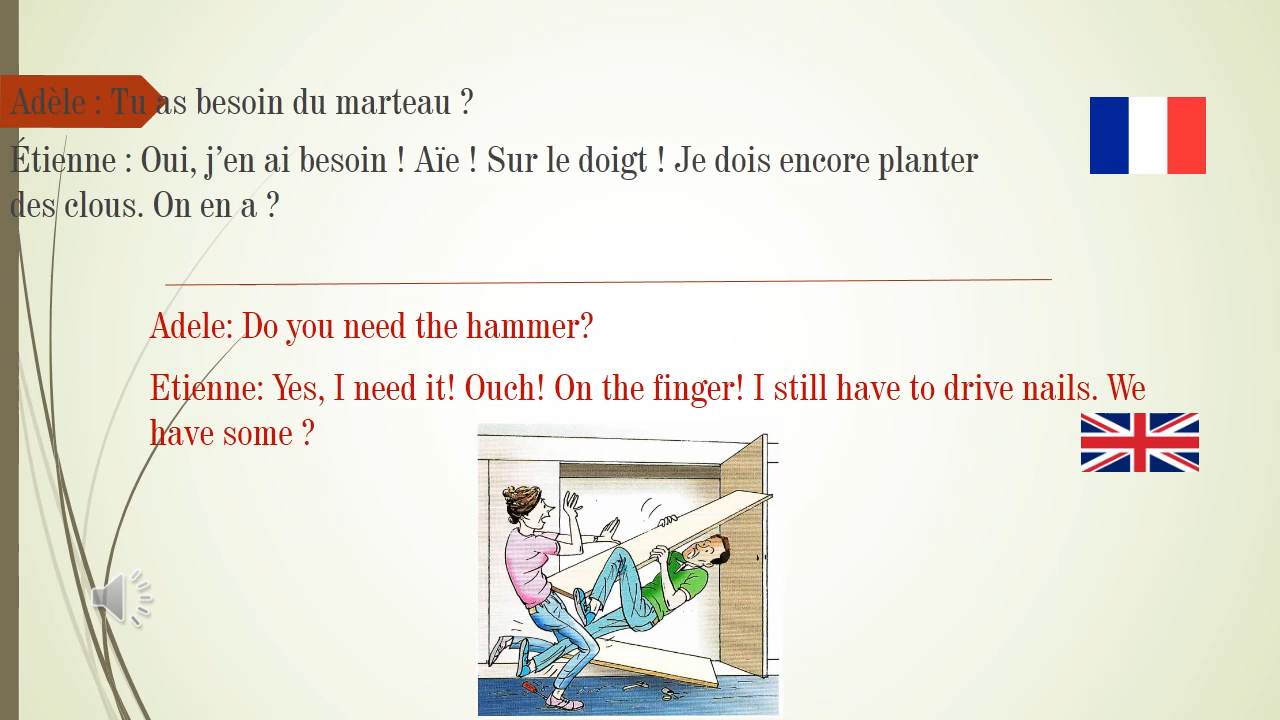 Adèle : Tu as besoin du marteau ?
Étienne : Oui, j’en ai besoin ! Aïe ! Sur le doigt ! Je dois encore planter
des clous. On en a ?
Adele: Do you need the hammer?
Etienne: Yes, I need it! Ouch! On the finger! I still have to drive nails. We
have some ?